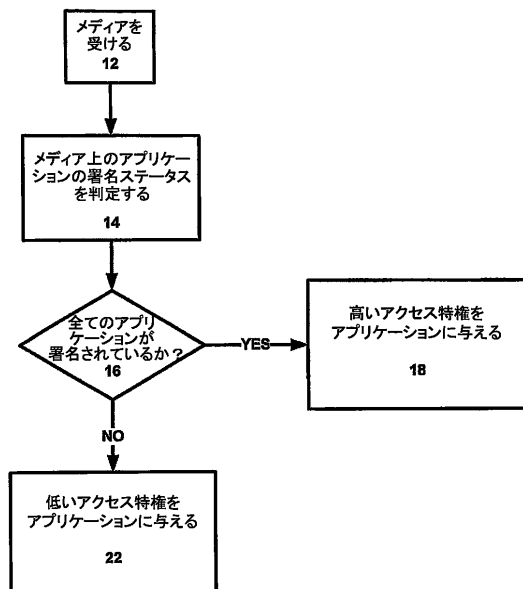 メディアを
受ける
12
メディア上のアプリケー
ションの署名ステータス
を判定する
14
全てのアプリ
ケーションが
署名されているか？
16
YES
高いアクセス特権を
アプリケーションに与える
18
NO
低いアクセス特権を
アプリケーションに与える
22